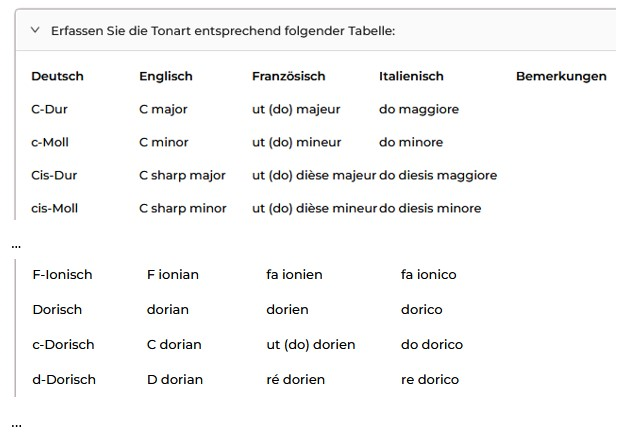 Erfassen Sie die Tonart entsprechend folgender Tabelle:
Deutsch Englisch Französisch Italienisch Bemerkungen
C-Dur C major ut (do) majeur do maggiore
c-Moll C minor ut (do) mineur do minore
Cis-Dur C sharp major ut (do) dièse majeur do diesis maggiore
cis-Moll C sharp minor ut (do) dièse mineur do diesis minore
...
F-Ionisch F ionian fa ionien fa ionico
Dorisch dorian dorien dorico
c-Dorisch C dorian ut (do) dorien do dorico
d-Dorisch D dorian ré dorien re dorico
...